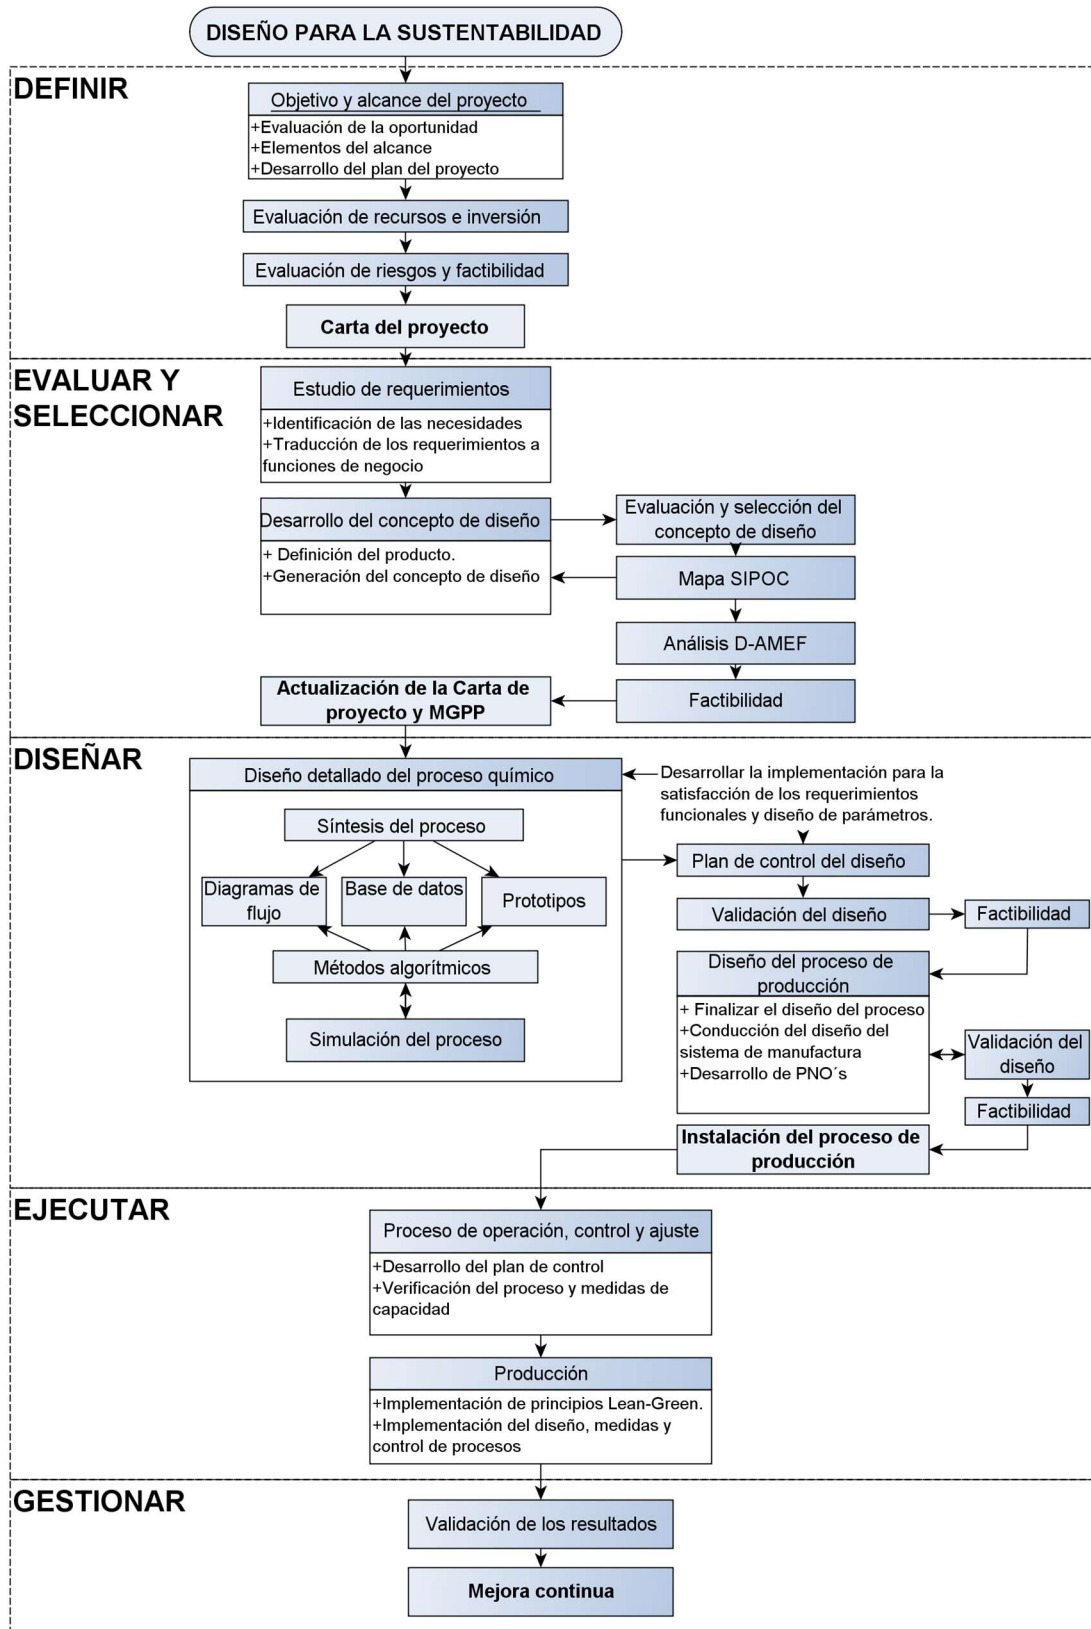 DISEÑO PARA LA SUSTENTABILIDAD
DEFINIR
Objetivo y alcance del proyecto
+Evaluación de la oportunidad
+Elementos del alcance
+Desarrollo del plan del proyecto
Evaluación de recursos e inversión
Evaluación de riesgos y factibilidad
Carta del proyecto
EVALUAR Y
SELECCIONAR
Estudio de requerimientos
+Identificación de las necesidades
+Traducción de los requerimientos a
funciones de negocio
Desarrollo del concepto de diseño
+ Definición del producto.
+Generación del concepto de diseño
Evaluación y selección del
concepto de diseño
Mapa SIPOC
Análisis D-AMEF
Factibilidad
Actualización de la Carta de
proyecto y MGPP
DISEÑAR
Diseño detallado del proceso químico
Síntesis del proceso
Diagramas de
flujo
Base de datos
Prototipos
Métodos algorítmicos
Simulación del proceso
Desarrollar la implementación para la
satisfacción de los requerimientos
funcionales y diseño de parámetros.
Plan de control del diseño
Validación del diseño
Factibilidad
Diseño del proceso de
producción
+ Finalizar el diseño del proceso
+Conducción del diseño del
sistema de manufactura
+Desarrollo de PNO´s
Validación del
diseño
Factibilidad
Instalación del proceso de
producción
EJECUTAR
Proceso de operación, control y ajuste
+Desarrollo del plan de control
+Verificación del proceso y medidas de
capacidad
Producción
+Implementación de principios Lean-Green.
+Implementación del diseño, medidas y
control de procesos
GESTIONAR
Validación de los resultados
Mejora continua